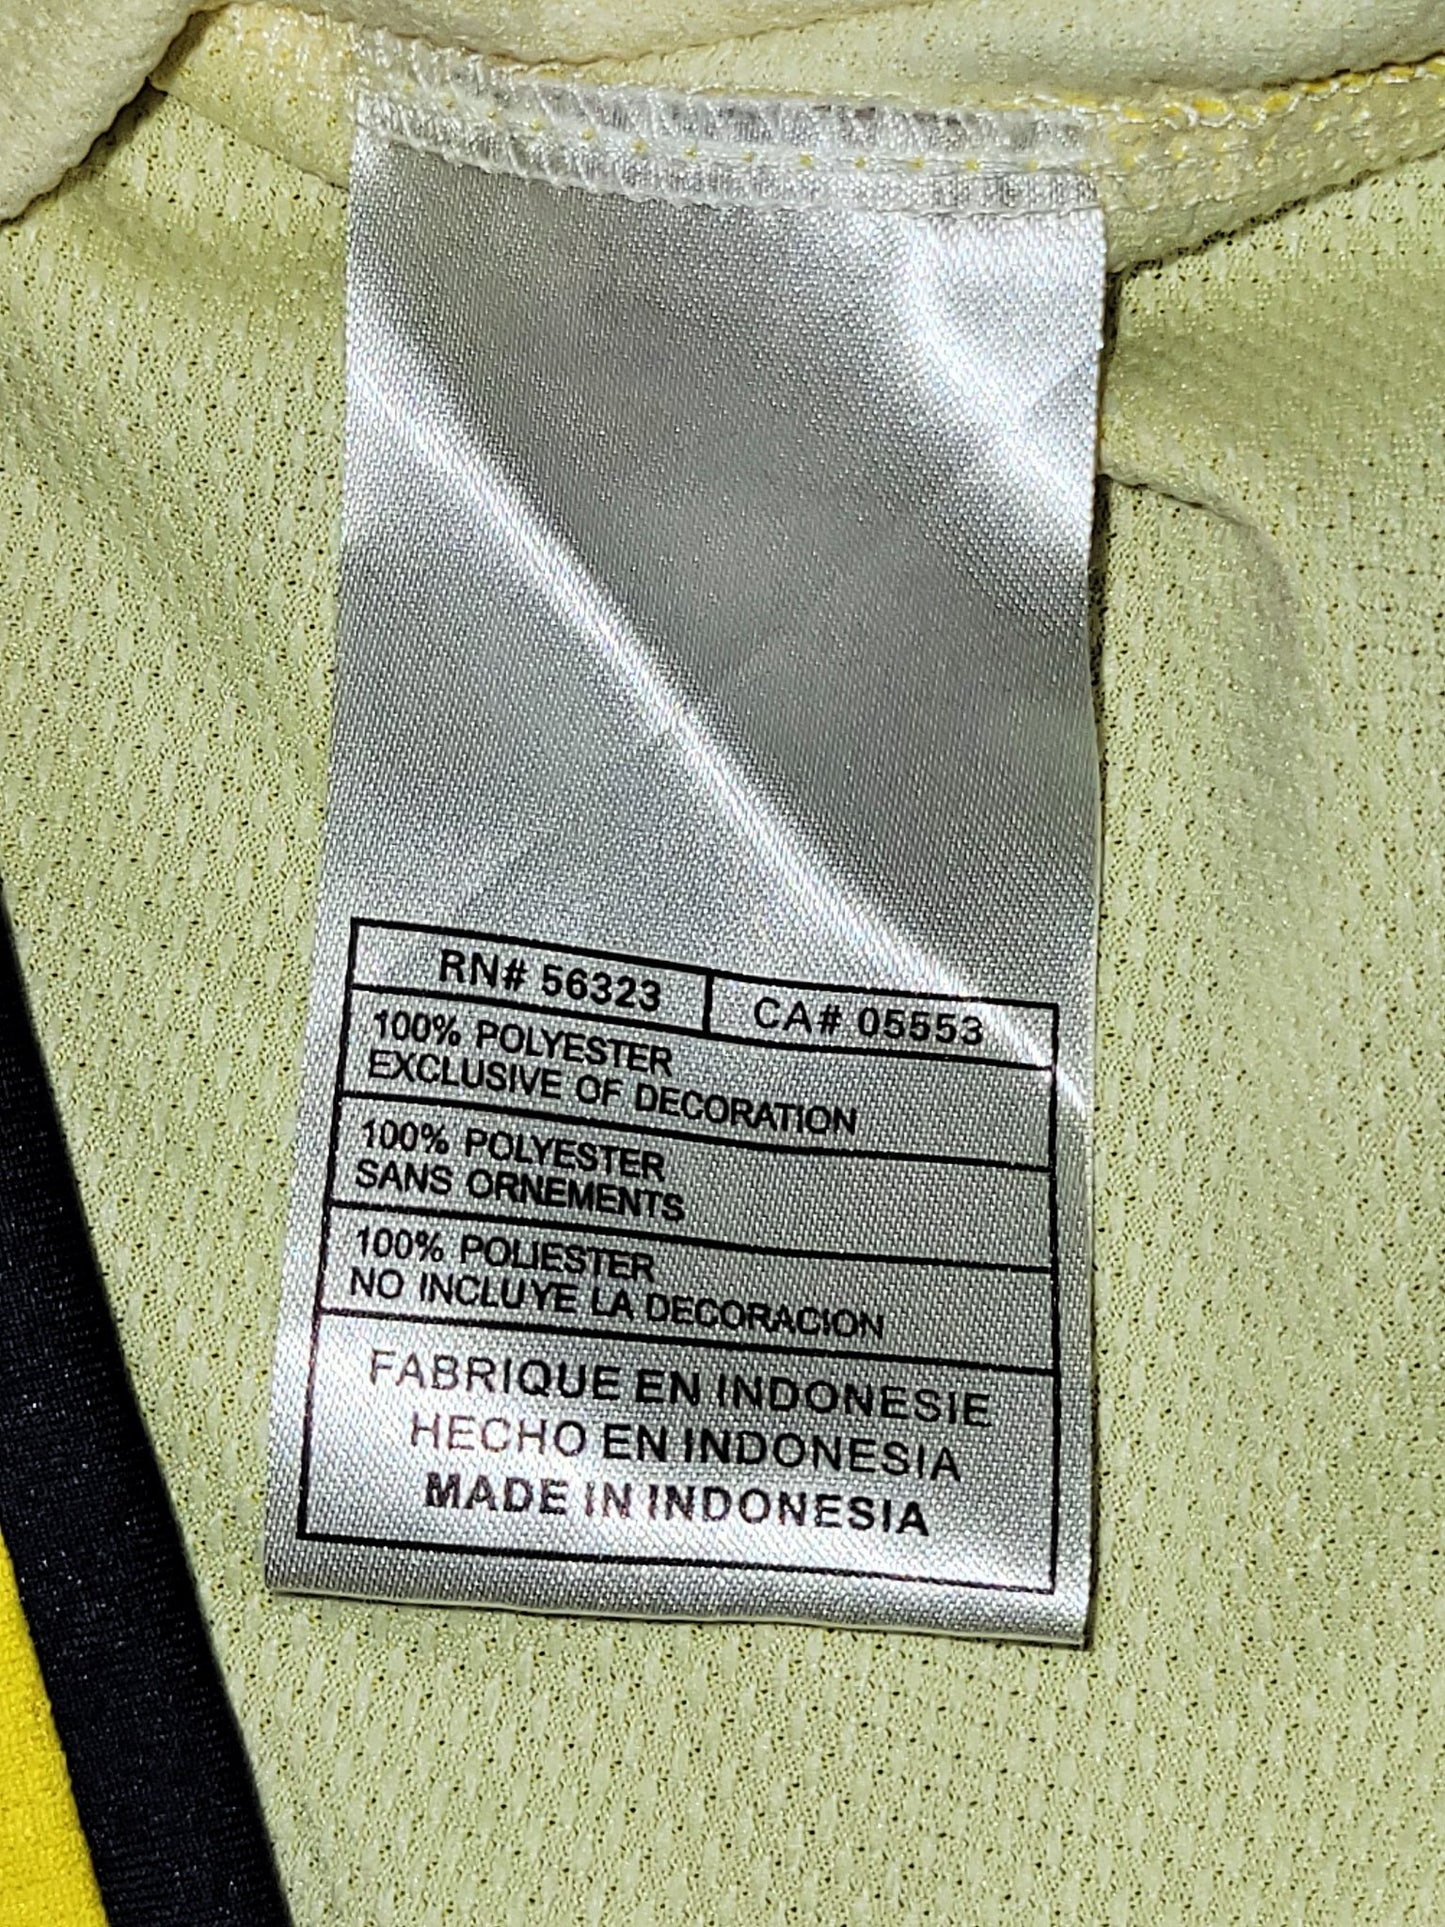 RN# 56323 CA# 05553
100% POLYESTER
EXCLUSIVE OF DECORATION
100% POLYESTER
SANS ORNEMENTS
100% POLIESTER
NO INCLUYE LA DECORACION
FABRIQUE EN INDONESIE
HECHO EN INDONESIA
MADE IN INDONESIA